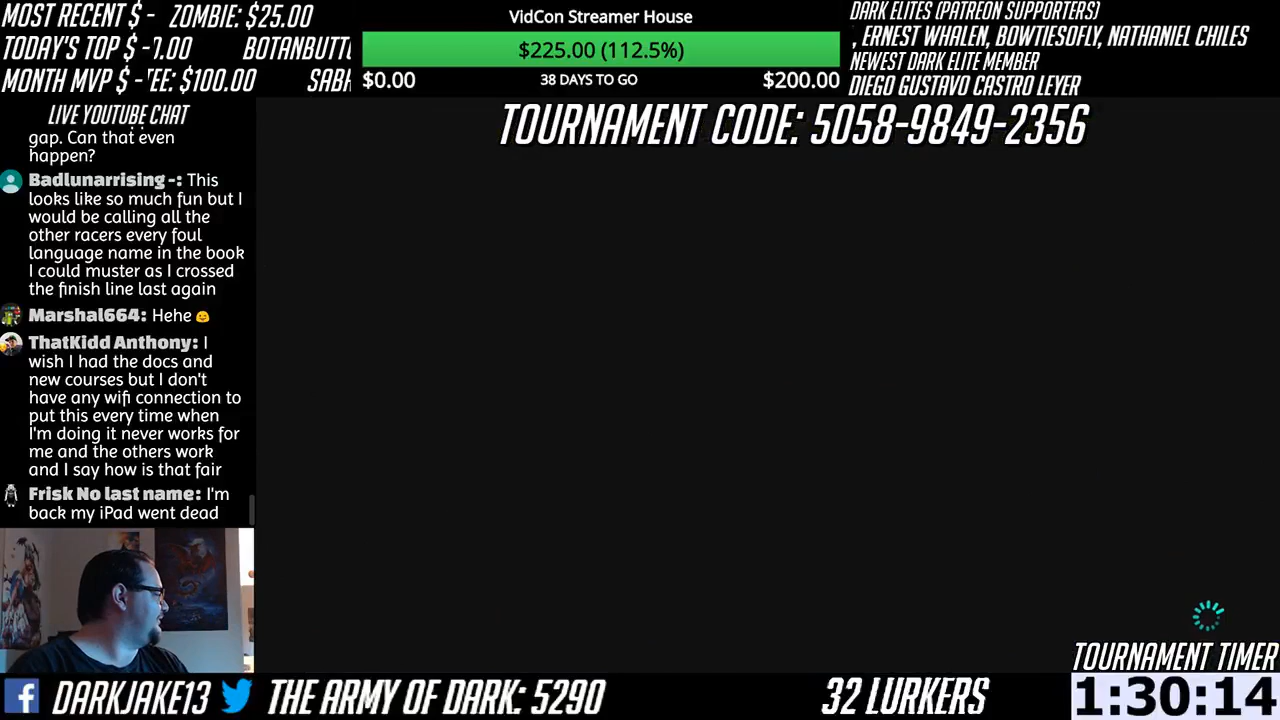 MOST RECENT $ - ZOMBIE: $25.00
TODAY'S TOP $ - 7.00 BOTANBUTT
MONTH MVP $ - TEE: $100.00 SAB
VidCon Streamer House
$225.00 (112.5%)
$0.00 38 DAYS TO GO $200.00
DARK ELITES (PATREON SUPPORTERS)
, ERNEST WHALEN, BOWTIESOFLY, NATHANIEL CHILES
NEWEST DARK ELITE MEMBER
DIEGO GUSTAVO CASTRO LEYER
LIVE YOUTUBE CHAT
gap. Can that even
happen?
Badlunarrising -: This
looks like so much fun but I
would be calling all the
other racers every foul
language name in the book
I could muster as I crossed
the finish line last again
Marshal664: Hehe
ThatKidd Anthony: I
wish I had the docs and
new courses but I don't
have any wifi connection to
put this every time when
I'm doing it never works for
me and the others work
and I say how is that fair
Frisk No last name: I'm
back my iPad went dead
TOURNAMENT CODE: 5058-9849-2356
TOURNAMENT TIMER
1:30:14
DARKJAKE13 THE ARMY OF DARK: 5290 32 LURKERS